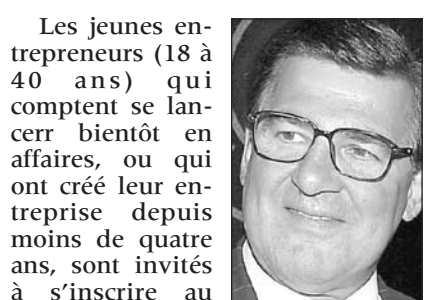 Les jeunes en-
trepreneurs (18 à
40 ans) qui
comptent se lan-
cerr bientôt en
affaires, ou qui
ont créé leur en-
treprise depuis
moins de quatre
ans, sont invités
à s'inscrire au